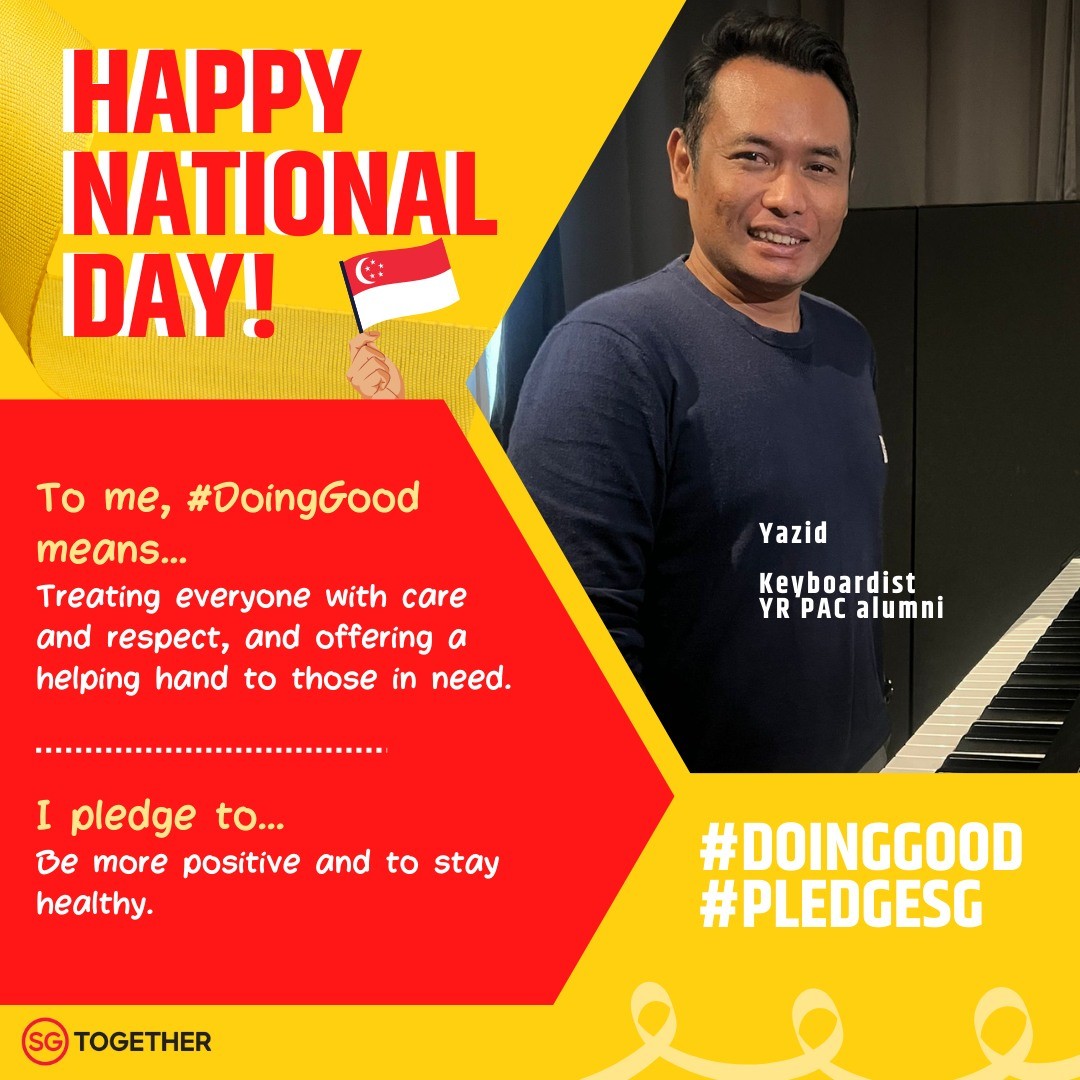 HAPPY
NATIONAL
DAY!
To me, #DoingGood
means...
Treating everyone with care
and respect, and offering a
helping hand to those in need.
I pledge to...
Be more positive and to stay
healthy.
Yazid
Keyboardist
YR PAC alumni
#DOINGGOOD
#PLEDGESG
SG TOGETHER